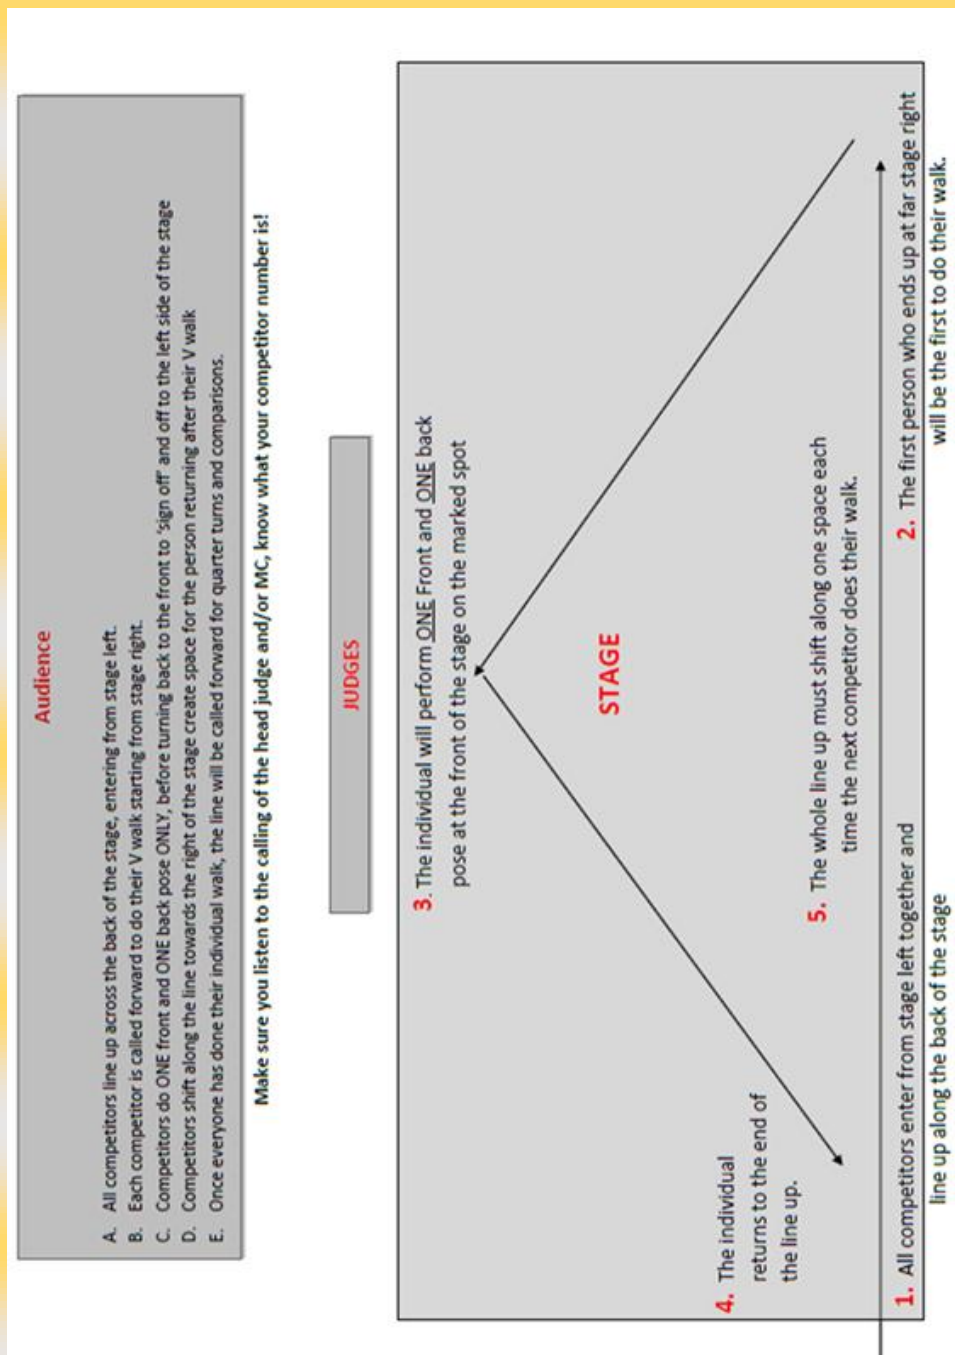 Audience
A. All competitors line up across the back of the stage, entering from stage left.
B. Each competitor is called forward to do their V walk starting from stage right.
C. Competitors do ONE front and ONE back pose ONLY, before turning back to the front to 'sign off' and off to the left side of the stage
D. Competitors shift along the line towards the right of the stage create space for the person returning after their V walk
E. Once everyone has done their individual walk, the line will be called forward for quarter turns and comparisons.
Make sure you listen to the calling of the head judge and/or MC, know what your competitor number is!
JUDGES
3. The individual will perform ONE Front and ONE back
pose at the front of the stage on the marked spot
STAGE
4. The individual
returns to the end of
the line up.
5. The whole line up must shift along one space each
time the next competitor does their walk.
1. All competitors enter from stage left together and
line up along the back of the stage
2. The first person who ends up at far stage right
will be the first to do their walk.